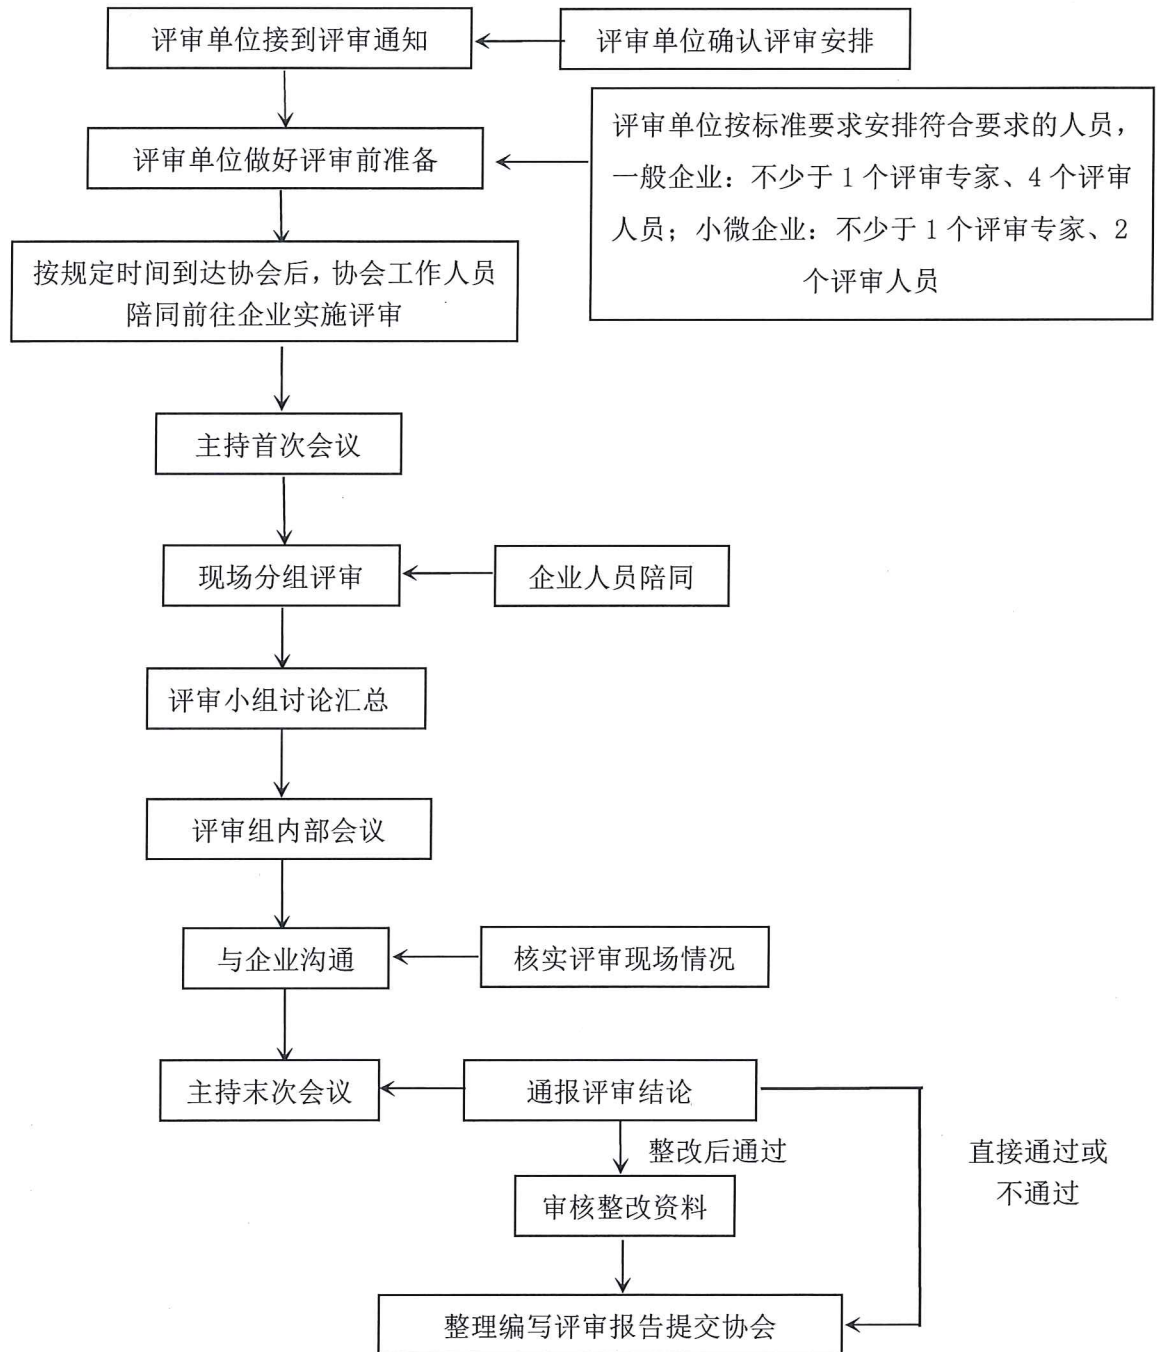 评审单位接到评审通知
评审单位确认评审安排
评审单位做好评审前准备
评审单位按标准要求安排符合要求的人员，
一般企业：不少于 1 个评审专家、4 个评审
人员；小微企业：不少于 1 个评审专家、2
个评审人员
按规定时间到达协会后，协会工作人员
陪同前往企业实施评审
主持首次会议
现场分组评审
企业人员陪同
评审小组讨论汇总
评审组内部会议
与企业沟通
核实评审现场情况
主持末次会议
通报评审结论
整改后通过
直接通过或
不通过
审核整改资料
整理编写评审报告提交协会